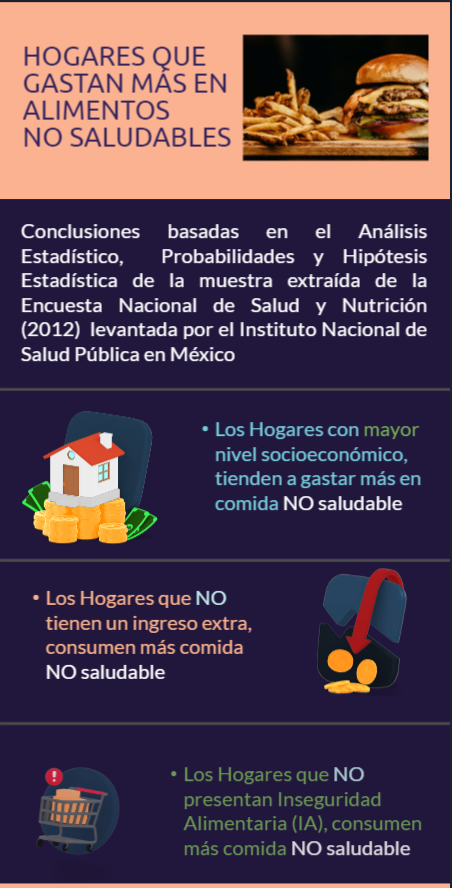 HOGARES QUE
GASTAN MÁS EN
ALIMENTOS
NO SALUDABLES
Conclusiones basadas en el Análisis
Estadístico, Probabilidades y Hipótesis
Estadística de la muestra extraída de la
Encuesta Nacional de Salud y Nutrición
(2012) levantada por el Instituto Nacional de
Salud Pública en México
• Los Hogares con mayor
nivel socioeconómico,
tienden a gastar más en
comida NO saludable
• Los Hogares que NO
tienen un ingreso extra,
consumen más comida
NO saludable
!
• Los Hogares que NO
presentan Inseguridad
Alimentaria (IA), consumen
más comida NO saludable